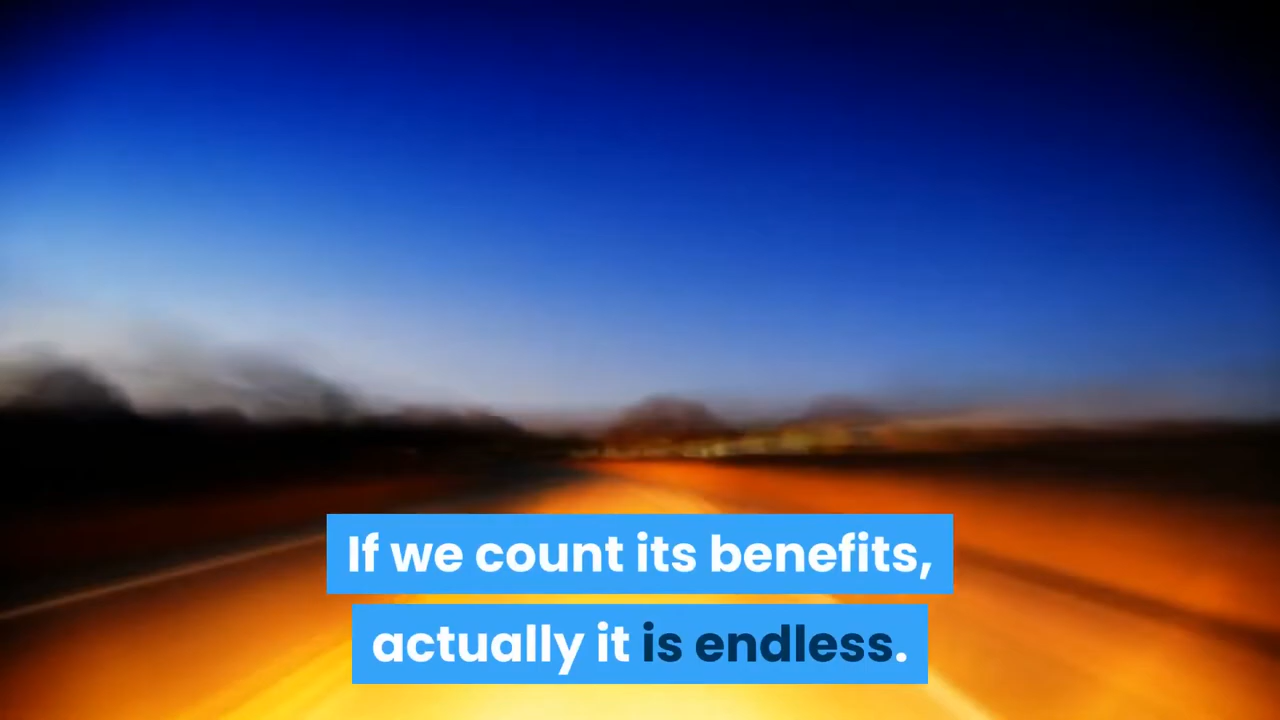 If we count its benefits,
actually it is endless.